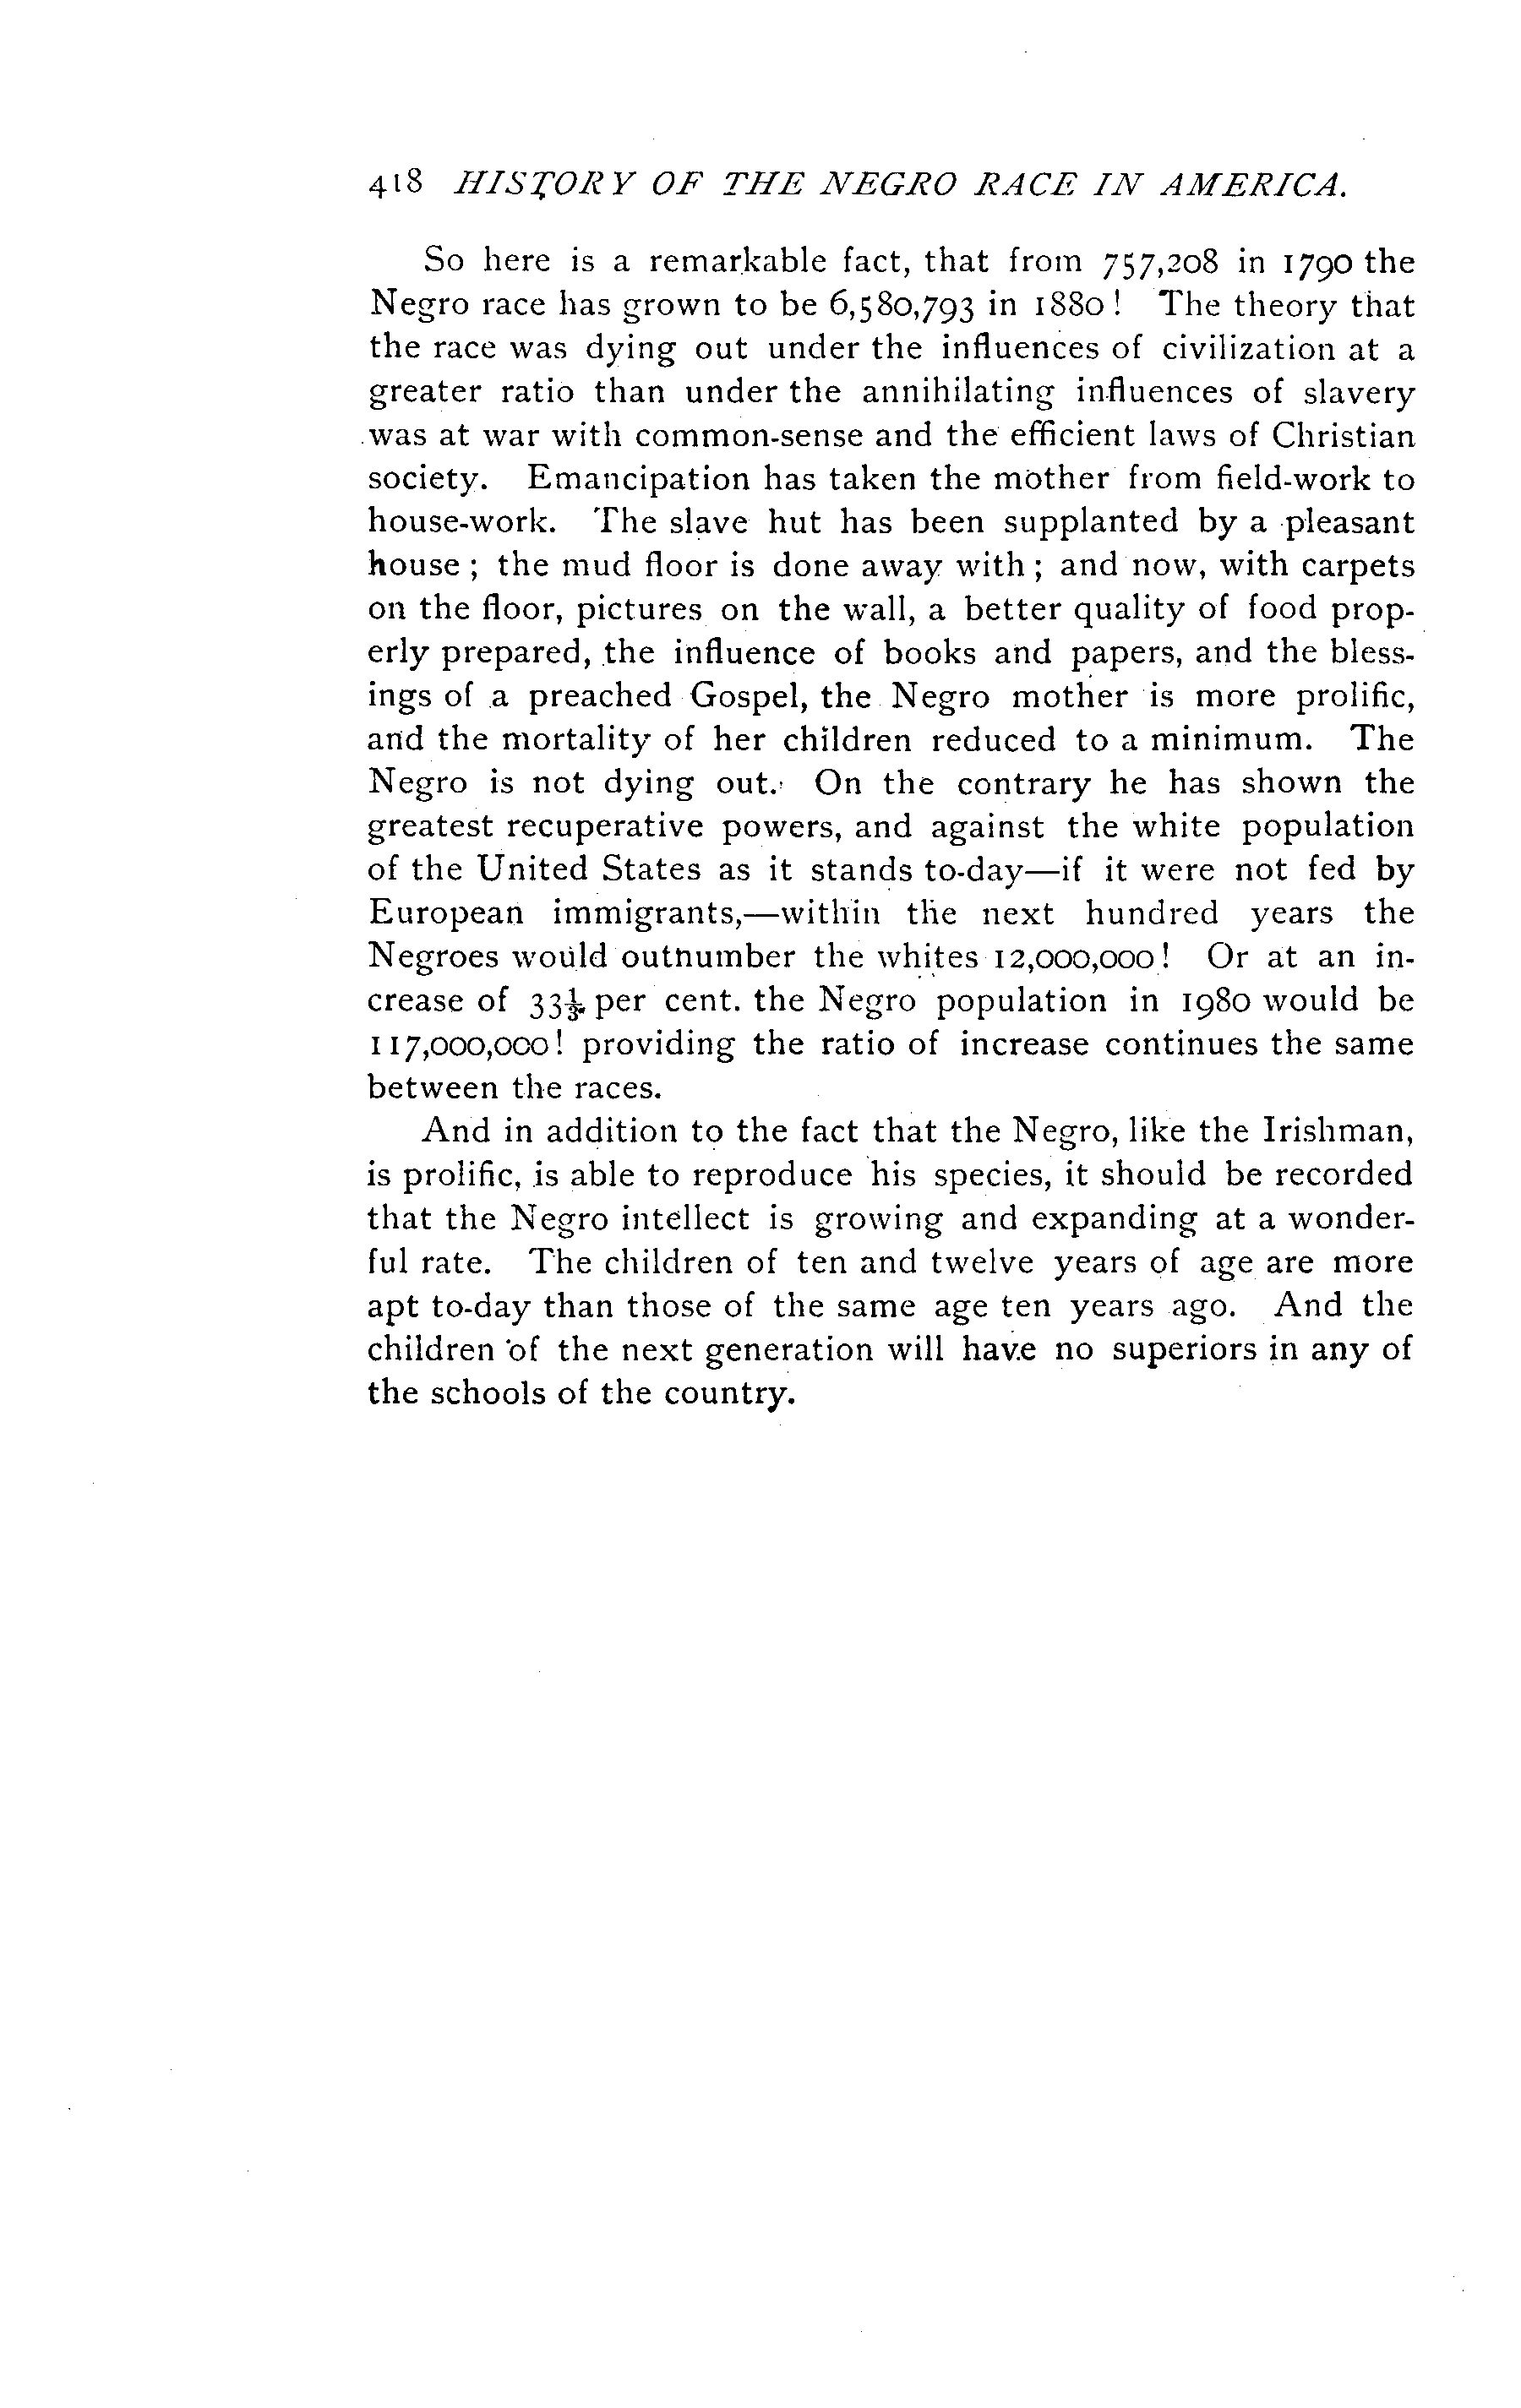 418 HISTORY OF THE NEGRO RACE IN AMERICA.
So here is a remarkable fact, that from 757,208 in 1790 the
Negro race has grown to be 6,580,793 in 1880! The theory that
the race was dying out under the influences of civilization at a
greater ratio than under the annihilating influences of slavery
was at war with common-sense and the efficient laws of Christian
society. Emancipation has taken the mother from field-work to
house-work. The slave hut has been supplanted by a pleasant
house; the mud floor is done away with; and now, with carpets
on the floor, pictures on the wall, a better quality of food prop-
erly prepared, the influence of books and papers, and the bless-
ings of a preached Gospel, the Negro mother is more prolific,
and the mortality of her children reduced to a minimum. The
Negro is not dying out. On the contrary he has shown the
greatest recuperative powers, and against the white population
of the United States as it stands to-day—if it were not fed by
European immigrants,—within the next hundred years the
Negroes would outnumber the whites 12,000,000! Or at an in-
crease of 33⅓ per cent. the Negro population in 1980 would be
117,000,000! providing the ratio of increase continues the same
between the races.
And in addition to the fact that the Negro, like the Irishman,
is prolific, is able to reproduce his species, it should be recorded
that the Negro intellect is growing and expanding at a wonder-
ful rate. The children of ten and twelve years of age are more
apt to-day than those of the same age ten years ago. And the
children of the next generation will have no superiors in any of
the schools of the country.